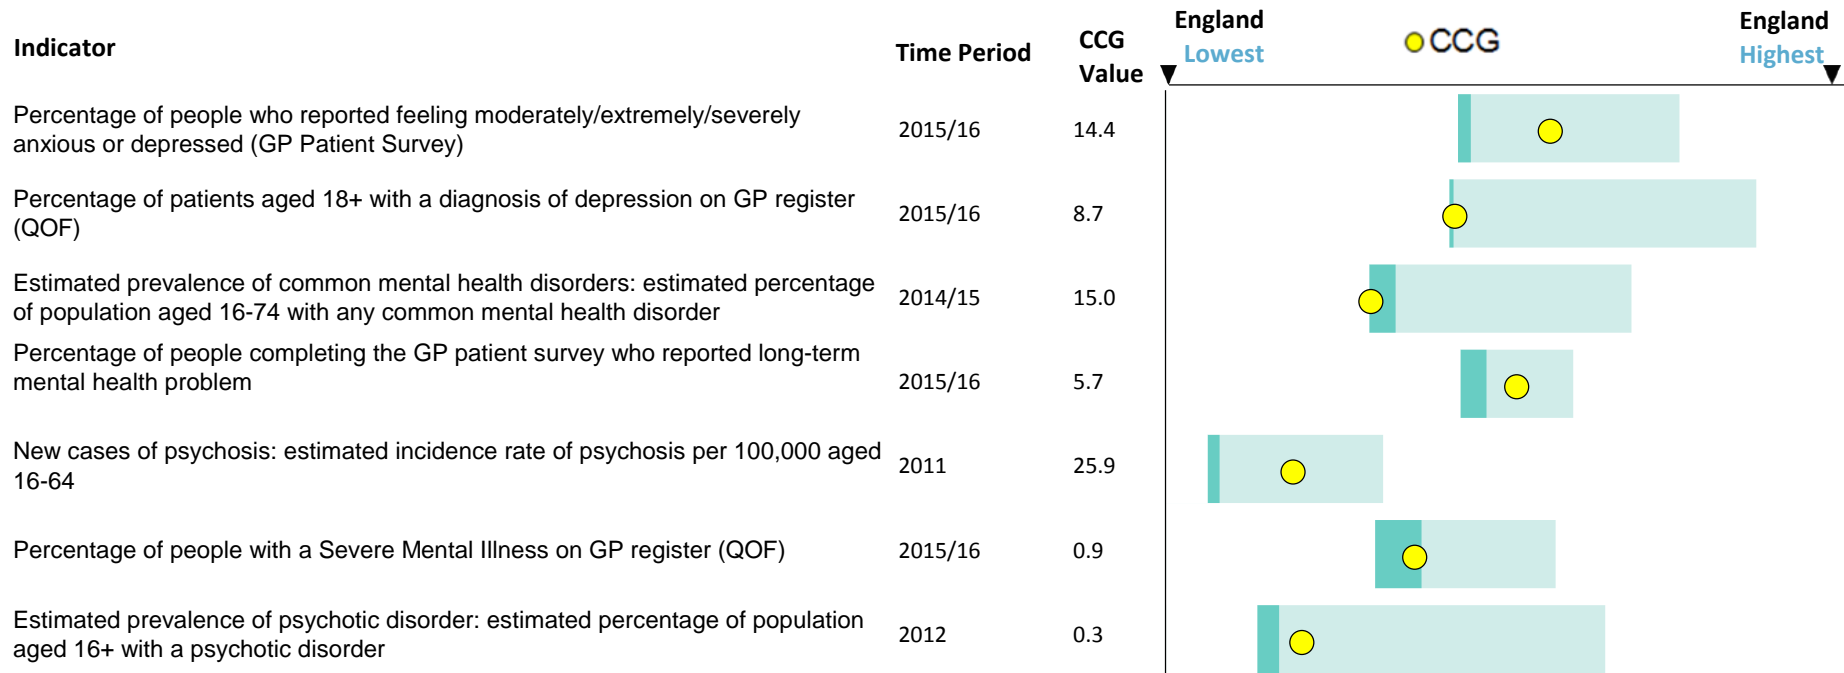 Indicator
Time Period
CCG
Value
England
Lowest
CCG
England
Highest
Percentage of people who reported feeling moderately/extremely/severely
anxious or depressed (GP Patient Survey)
2015/16
14.4
Percentage of patients aged 18+ with a diagnosis of depression on GP register
(QOF)
2015/16
8.7
Estimated prevalence of common mental health disorders: estimated percentage
of population aged 16-74 with any common mental health disorder
2014/15
15.0
Percentage of people completing the GP patient survey who reported long-term
mental health problem
2015/16
5.7
New cases of psychosis: estimated incidence rate of psychosis per 100,000 aged
16-64
2011
25.9
Percentage of people with a Severe Mental Illness on GP register (QOF)
2015/16
0.9
Estimated prevalence of psychotic disorder: estimated percentage of population
aged 16+ with a psychotic disorder
2012
0.3